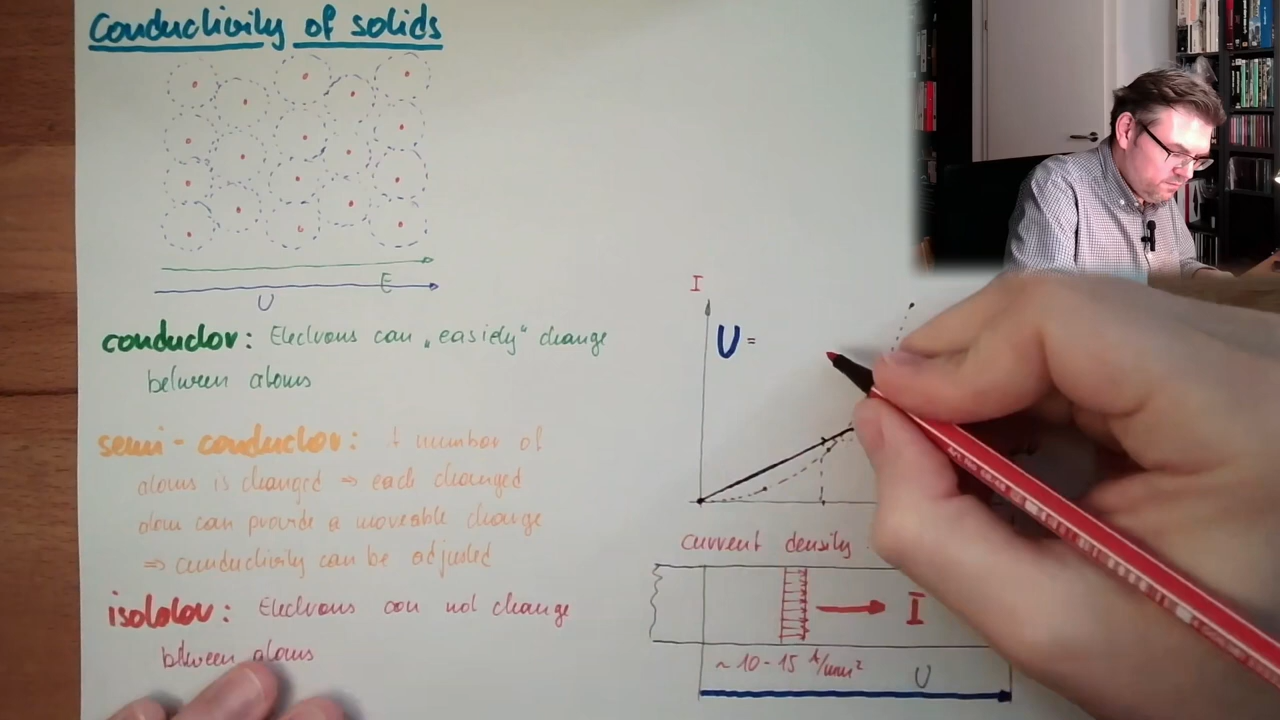 Conductivity of solids
E
U
conductor: Electrons can „easiely" change
between atoms
semi-conductor: number of
atoms is changed ⇒ each changed
atom can provide a moveable change
⇒ conductivity can be adjusted
isolator: Electrons can not change
between atoms
I
U =
current density
I
~ 10 - 15 A/mm²
U